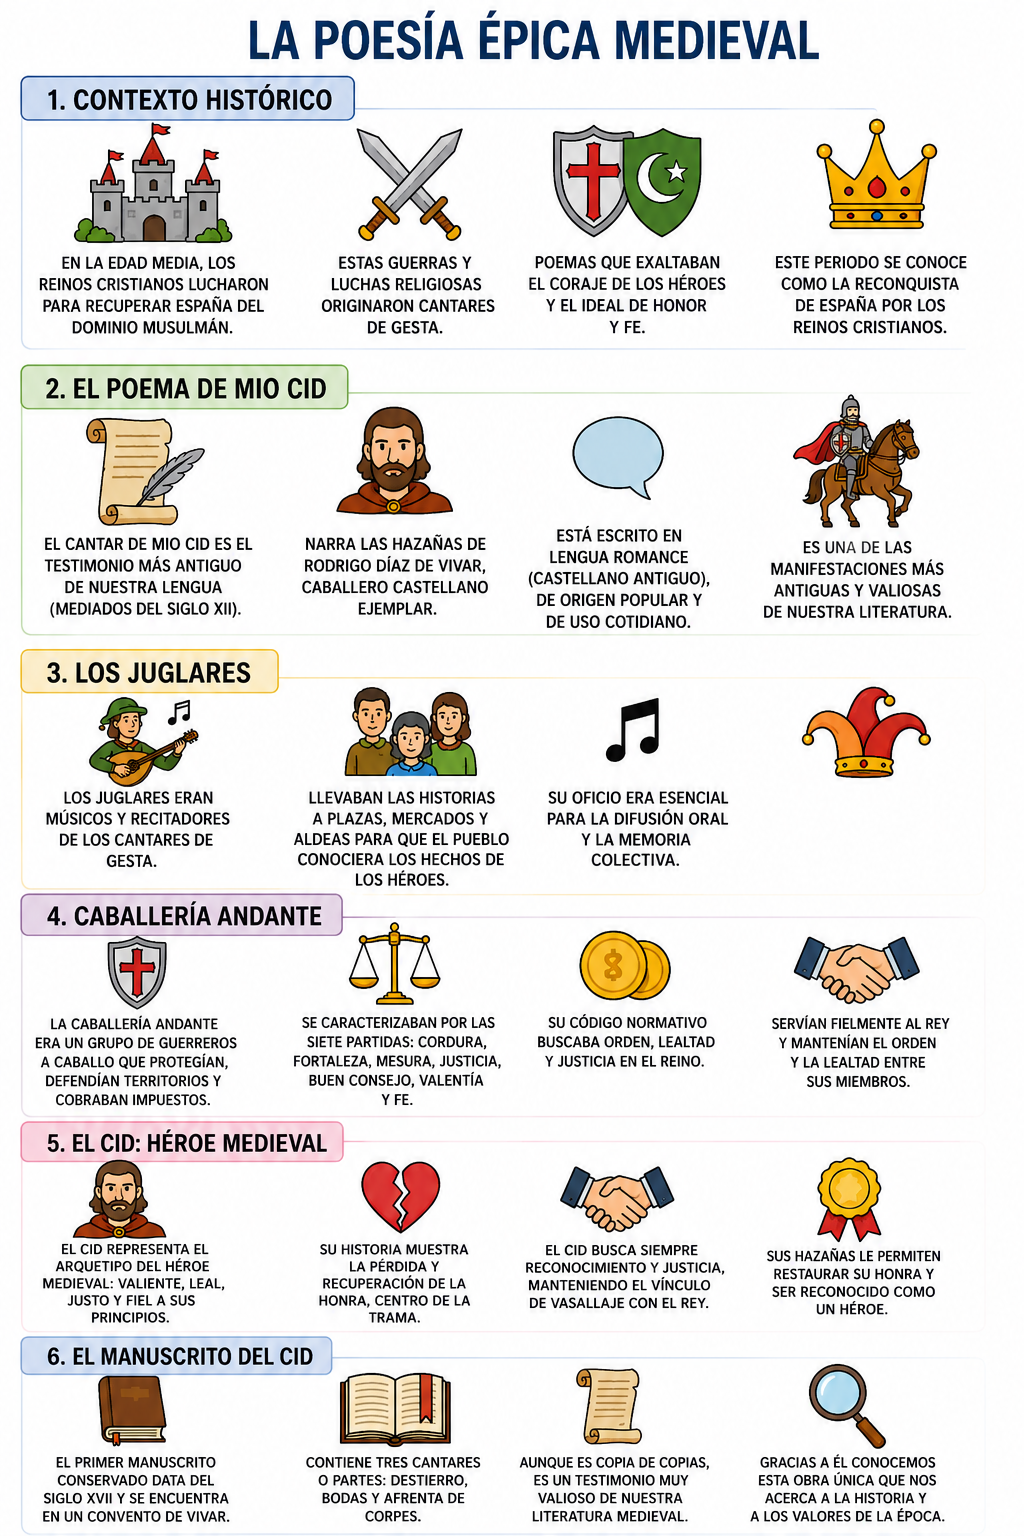 LA POESÍA ÉPICA MEDIEVAL
1. CONTEXTO HISTÓRICO
EN LA EDAD MEDIA, LOS
REINOS CRISTIANOS LUCHARON
PARA RECUPERAR ESPAÑA DEL
DOMINIO MUSULMÁN.
ESTAS GUERRAS Y
LUCHAS RELIGIOSAS
ORIGINARON CANTARES
DE GESTA.
POEMAS QUE EXALTABAN
EL CORAJE DE LOS HÉROES
Y EL IDEAL DE HONOR
Y FE.
ESTE PERIODO SE CONOCE
COMO LA RECONQUISTA
DE ESPAÑA POR LOS
REINOS CRISTIANOS.
2. EL POEMA DE MIO CID
EL CANTAR DE MIO CID ES EL
TESTIMONIO MÁS ANTIGUO
DE NUESTRA LENGUA
(MEDIADOS DEL SIGLO XII).
NARRA LAS HAZAÑAS DE
RODRIGO DÍAZ DE VIVAR,
CABALLERO CASTELLANO
EJEMPLAR.
ESTÁ ESCRITO EN
LENGUA ROMANCE
(CASTELLANO ANTIGUO),
DE ORIGEN POPULAR Y
DE USO COTIDIANO.
ES UNA DE LAS
MANIFESTACIONES MÁS
ANTIGUAS Y VALIOSAS
DE NUESTRA LITERATURA.
3. LOS JUGLARES
LOS JUGLARES ERAN
MÚSICOS Y RECITADORES
DE LOS CANTARES DE
GESTA.
LLEVABAN LAS HISTORIAS
A PLAZAS, MERCADOS Y
ALDEAS PARA QUE EL PUEBLO
CONOCIERA LOS HECHOS DE
LOS HÉROES.
SU OFICIO ERA ESENCIAL
PARA LA DIFUSIÓN ORAL
Y LA MEMORIA
COLECTIVA.
4. CABALLERÍA ANDANTE
LA CABALLERÍA ANDANTE
ERA UN GRUPO DE GUERREROS
A CABALLO QUE PROTEGÍAN,
DEFENDÍAN TERRITORIOS Y
COBRABAN IMPUESTOS.
SE CARACTERIZABAN POR LAS
SIETE PARTIDAS: CORDURA,
FORTALEZA, MESURA, JUSTICIA,
BUEN CONSEJO, VALENTÍA
Y FE.
$
SU CÓDIGO NORMATIVO
BUSCABA ORDEN, LEALTAD
Y JUSTICIA EN EL REINO.
SERVÍAN FIELMENTE AL REY
Y MANTENÍAN EL ORDEN
Y LA LEALTAD ENTRE
SUS MIEMBROS.
5. EL CID: HÉROE MEDIEVAL
EL CID REPRESENTA EL
ARQUETIPO DEL HÉROE
MEDIEVAL: VALIENTE, LEAL,
JUSTO Y FIEL A SUS
PRINCIPIOS.
SU HISTORIA MUESTRA
LA PÉRDIDA Y
RECUPERACIÓN DE LA
HONRA, CENTRO DE LA
TRAMA.
EL CID BUSCA SIEMPRE
RECONOCIMIENTO Y JUSTICIA,
MANTENIENDO EL VÍNCULO
DE VASALLAJE CON EL REY.
SUS HAZAÑAS LE PERMITEN
RESTAURAR SU HONRA Y
SER RECONOCIDO COMO
UN HÉROE.
6. EL MANUSCRITO DEL CID
EL PRIMER MANUSCRITO
CONSERVADO DATA DEL
SIGLO XVII Y SE ENCUENTRA
EN UN CONVENTO DE VIVAR.
CONTIENE TRES CANTARES
O PARTES: DESTIERRO,
BODAS Y AFRENTA DE
CORPES.
AUNQUE ES COPIA DE COPIAS,
ES UN TESTIMONIO MUY
VALIOSO DE NUESTRA
LITERATURA MEDIEVAL.
GRACIAS A ÉL CONOCEMOS
ESTA OBRA ÚNICA QUE NOS
ACERCA A LA HISTORIA Y
A LOS VALORES DE LA ÉPOCA.